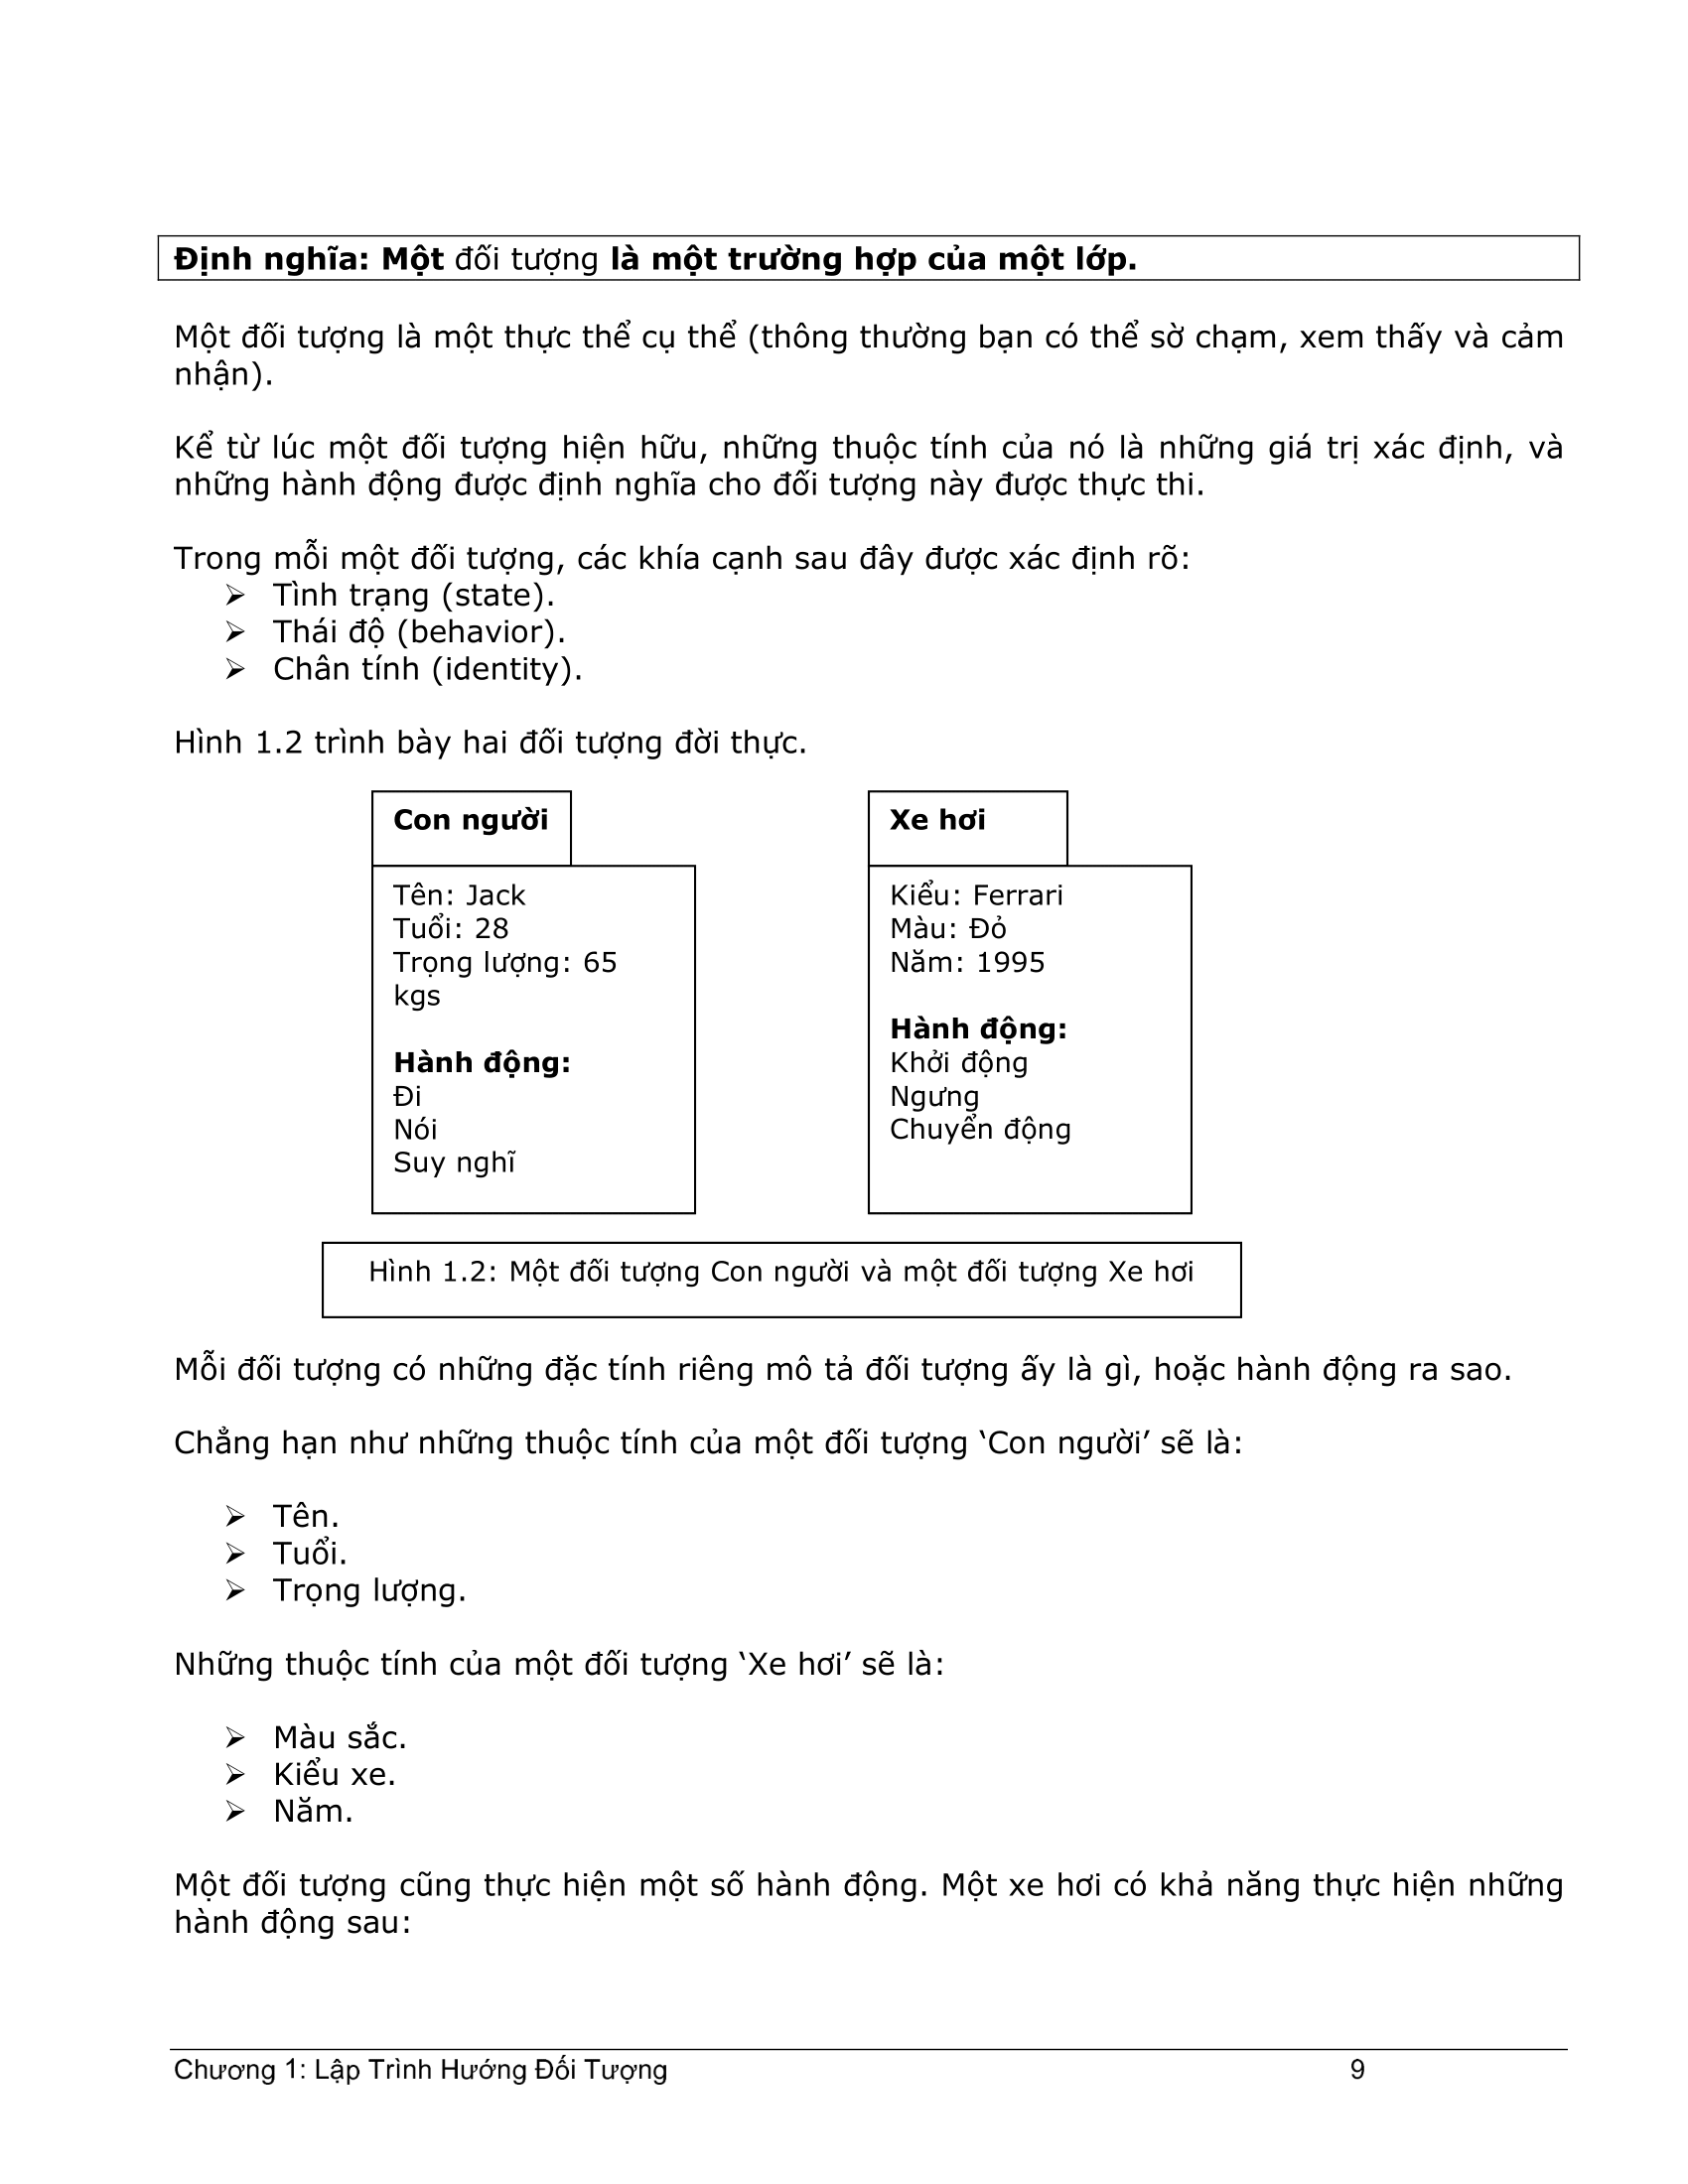 Định nghĩa: Một đối tượng là một trường hợp của một lớp.
Một đối tượng là một thực thể cụ thể (thông thường bạn có thể sờ chạm, xem thấy và cảm
nhận).
Kể từ lúc một đối tượng hiện hữu, những thuộc tính của nó là những giá trị xác định, và
những hành động được định nghĩa cho đối tượng này được thực thi.
Trong mỗi một đối tượng, các khía cạnh sau đây được xác định rõ:
➢ Tình trạng (state).
➢ Thái độ (behavior).
➢ Chân tính (identity).
Hình 1.2 trình bày hai đối tượng đời thực.
Con người
Tên: Jack
Tuổi: 28
Trọng lượng: 65
kgs
Hành động:
Đi
Nói
Suy nghĩ
Xe hơi
Kiểu: Ferrari
Màu: Đỏ
Năm: 1995
Hành động:
Khởi động
Ngưng
Chuyển động
Hình 1.2: Một đối tượng Con người và một đối tượng Xe hơi
Mỗi đối tượng có những đặc tính riêng mô tả đối tượng ấy là gì, hoặc hành động ra sao.
Chẳng hạn như những thuộc tính của một đối tượng ‘Con người’ sẽ là:
➢ Tên.
➢ Tuổi.
➢ Trọng lượng.
Những thuộc tính của một đối tượng ‘Xe hơi’ sẽ là:
➢ Màu sắc.
➢ Kiểu xe.
➢ Năm.
Một đối tượng cũng thực hiện một số hành động. Một xe hơi có khả năng thực hiện những
hành động sau:
Chương 1: Lập Trình Hướng Đối Tượng 9